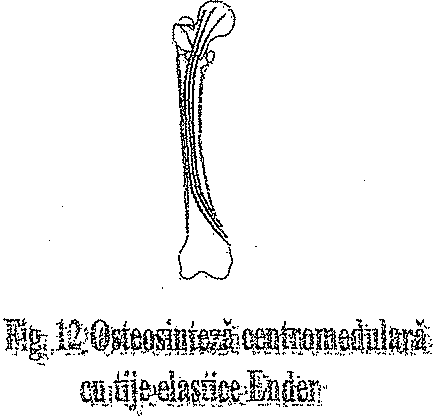 Fig. 12 Osteosinteză centromedulară
cu tije elastice Ender